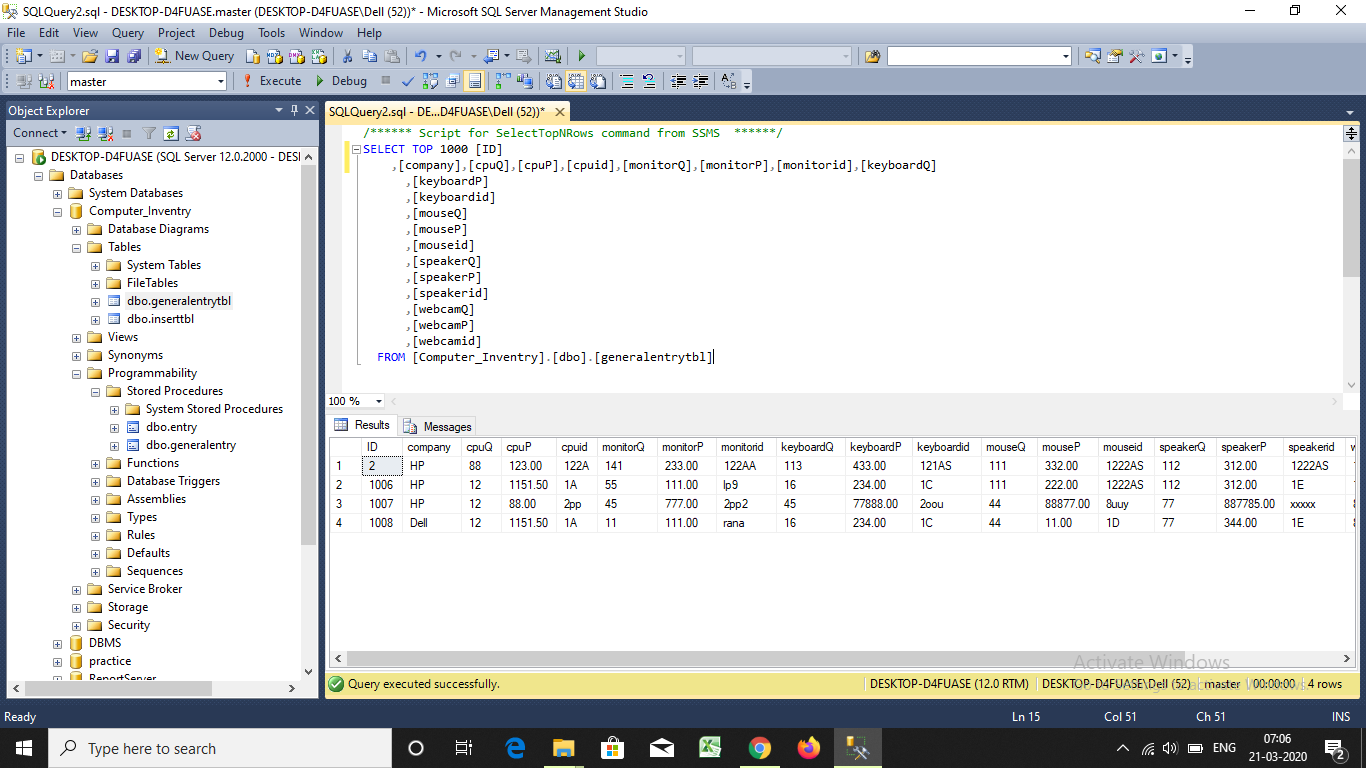 SQLQuery2.sql - DESKTOP-D4FUASE.master (DESKTOP-D4FUASE\Dell (52))* - Microsoft SQL Server Management Studio
File Edit View Query Project Debug Tools Window Help
New Query
master Execute Debug
Object Explorer
Connect
DESKTOP-D4FUASE (SQL Server 12.0.2000 - DESI
Databases
System Databases
Computer_Inventry
Database Diagrams
Tables
System Tables
FileTables
dbo.generalentrytbl
dbo.inserttbl
Views
Synonyms
Programmability
Stored Procedures
System Stored Procedures
dbo.entry
dbo.generalentry
Functions
Database Triggers
Assemblies
Types
Rules
Defaults
Sequences
Service Broker
Storage
Security
DBMS
practice
ReportServer
SQLQuery2.sql - DE...D4FUASE\Dell (52))*
/****** Script for SelectTopNRows command from SSMS  ******/
SELECT TOP 1000 [ID]
,[company],[cpuQ],[cpuP],[cpuid],[monitorQ],[monitorP],[monitorid],[keyboardQ]
,[keyboardP]
,[keyboardid]
,[mouseQ]
,[mouseP]
,[mouseid]
,[speakerQ]
,[speakerP]
,[speakerid]
,[webcamQ]
,[webcamP]
,[webcamid]
FROM [Computer_Inventry].[dbo].[generalentrytbl]
100 %
Results Messages
ID company cpuQ cpuP cpuid monitorQ monitorP monitorid keyboardQ keyboardP keyboardid mouseQ mouseP mouseid speakerQ speakerP speakerid w
1 2 HP 88 123.00 122A 141 233.00 122AA 113 433.00 121AS 111 332.00 1222AS 112 312.00 1222AS
2 1006 HP 12 1151.50 1A 55 111.00 lp9 16 234.00 1C 111 222.00 1222AS 112 312.00 1E
3 1007 HP 12 88.00 2pp 45 777.00 2pp2 45 77888.00 2oou 44 88877.00 8uuy 77 887785.00 xxxxx
4 1008 Dell 12 1151.50 1A 11 111.00 rana 16 234.00 1C 44 11.00 1D 77 344.00 1E
Activate Windows
Query executed successfully. DESKTOP-D4FUASE (12.0 RTM) DESKTOP-D4FUASE\Dell (52) master 00:00:00 4 rows
Ready Ln 15 Col 51 Ch 51 INS
Type here to search
ENG
07:06
21-03-2020
2